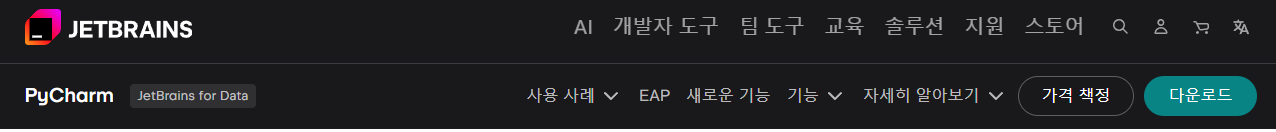 JETBRAINS AI 개발자 도구 팀 도구 교육 솔루션 지원 스토어
PyCharm JetBrains for Data 사용 사례 EAP 새로운 기능 기능 자세히 알아보기 가격 책정 다운로드